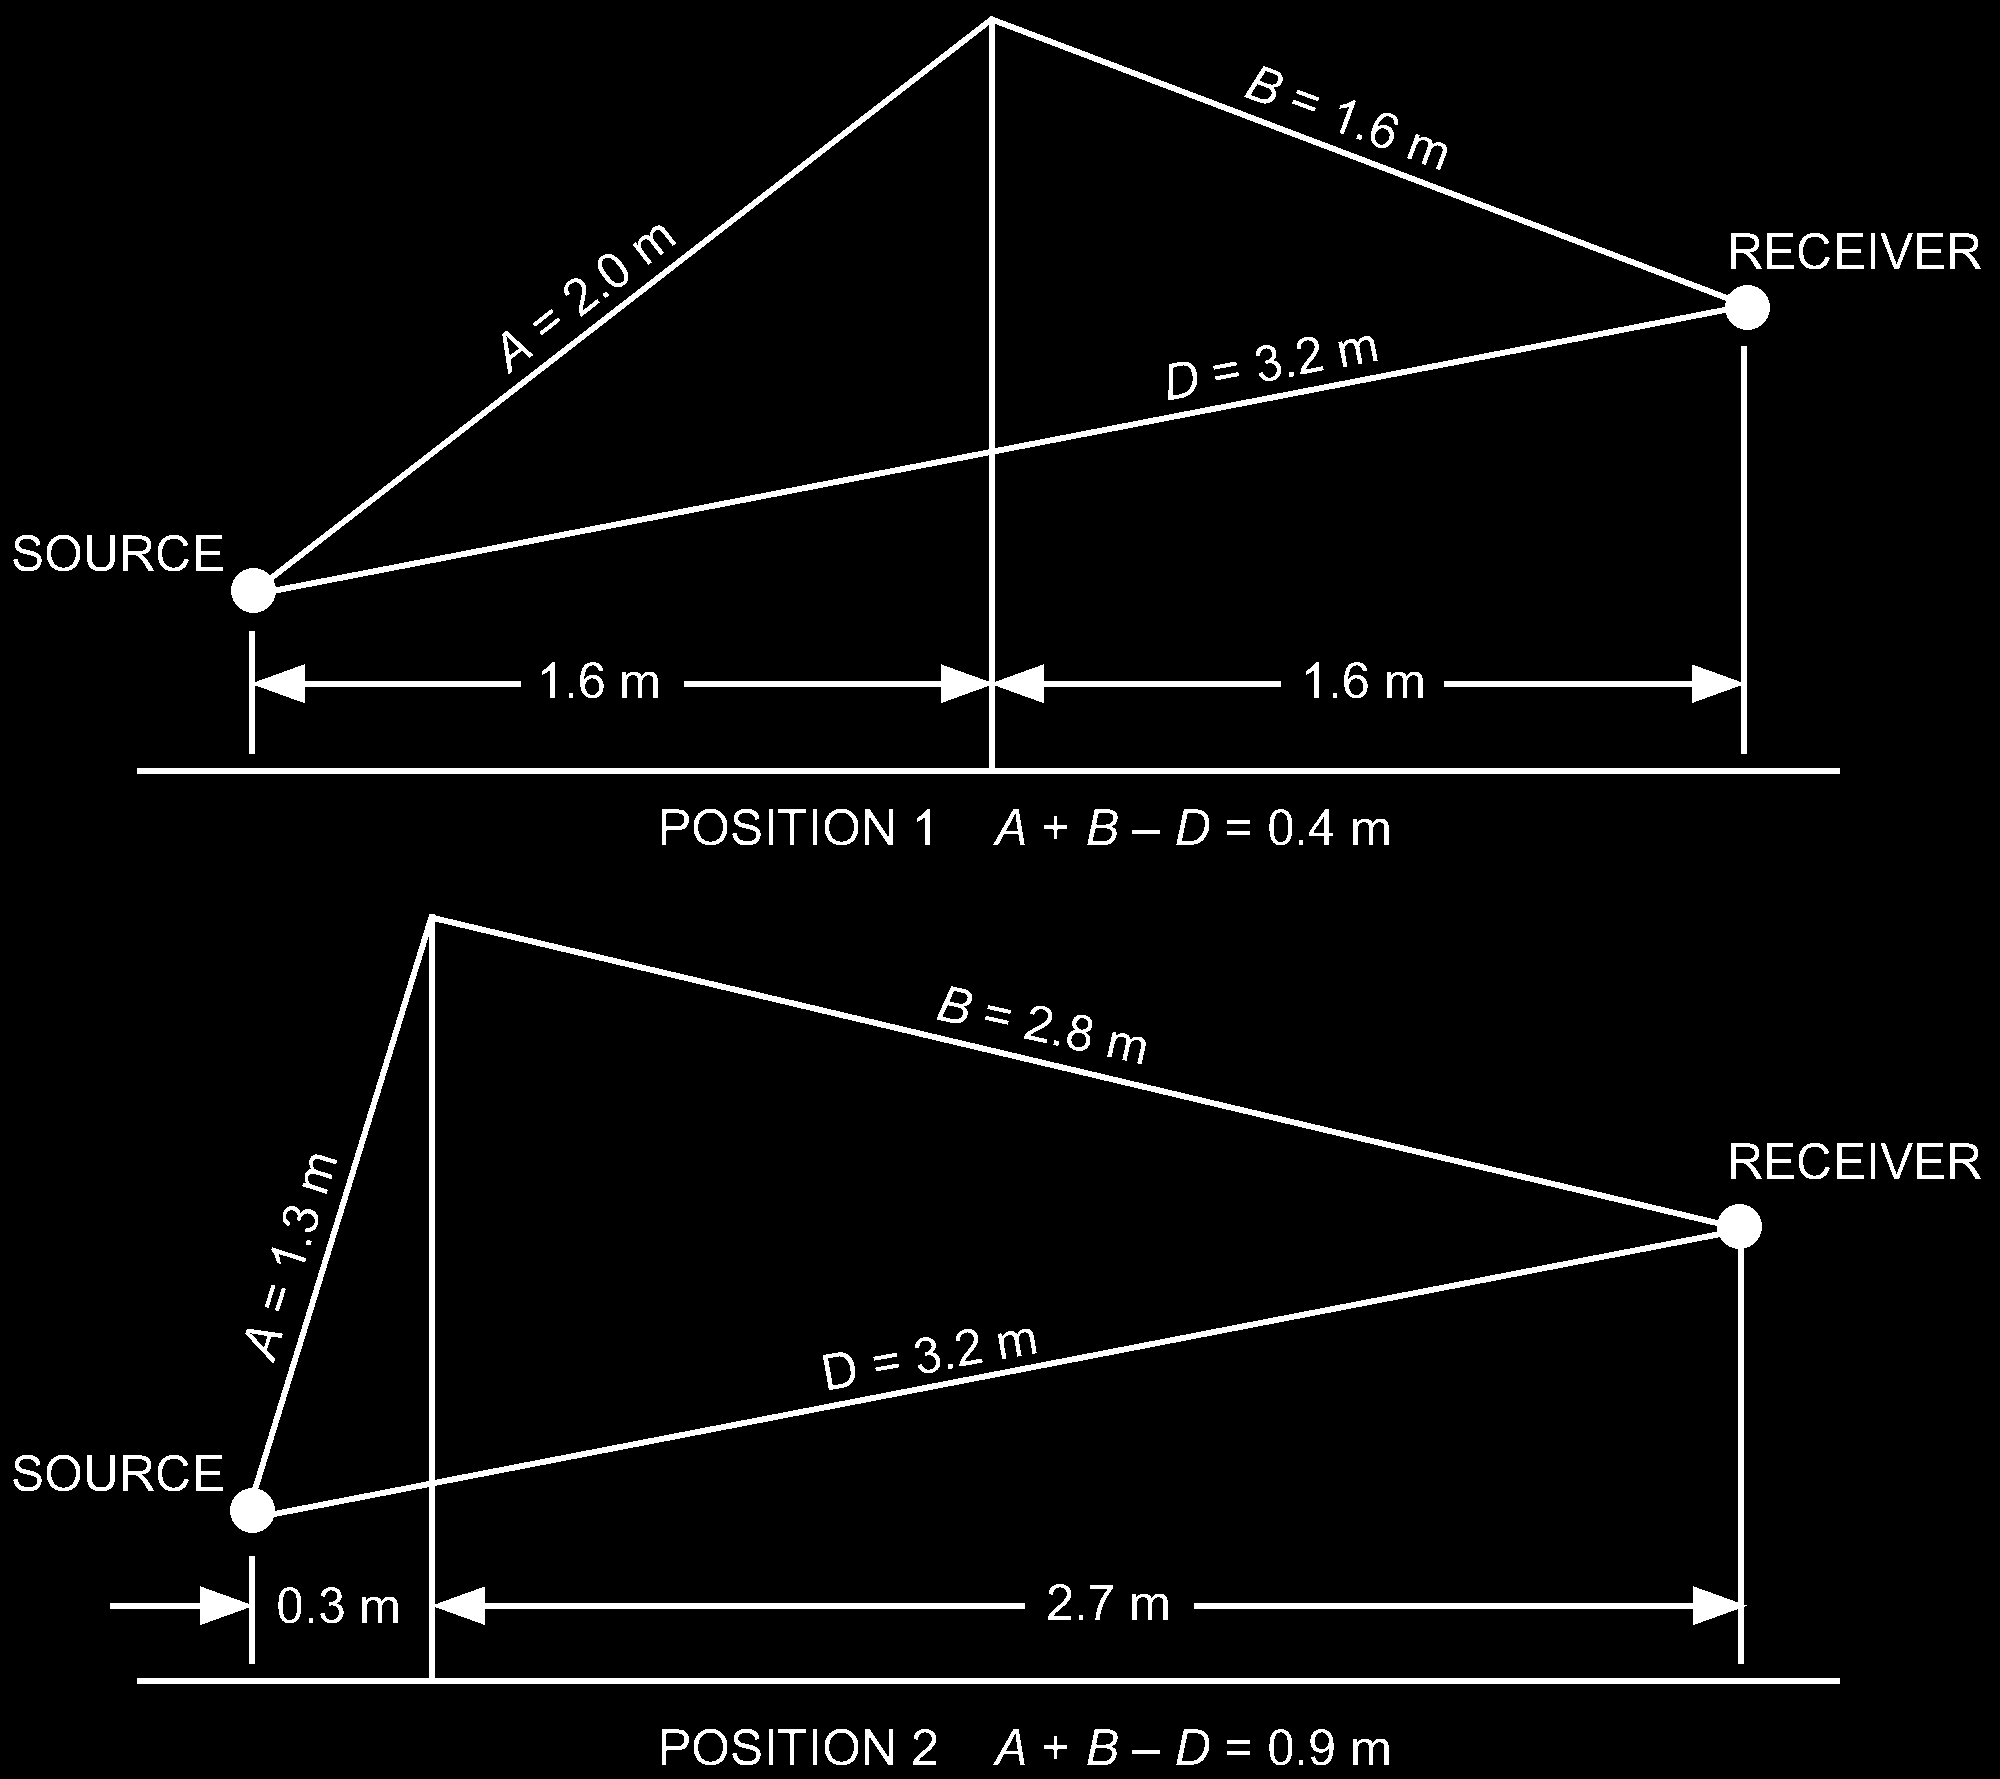 B = 1.6 m
RECEIVER
A = 2.0 m
D = 3.2 m
SOURCE
1.6 m 1.6 m
POSITION 1 A + B – D = 0.4 m
B = 2.8 m
RECEIVER
A = 1.3 m
D = 3.2 m
SOURCE
0.3 m 2.7 m
POSITION 2 A + B – D = 0.9 m